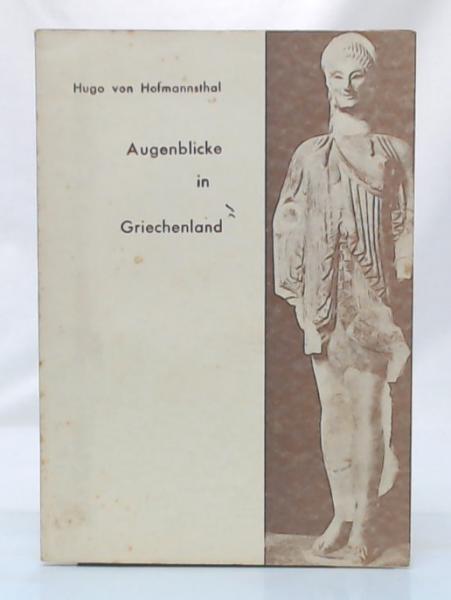 Hugo von Hofmannsthal
Augenblicke
in
Griechenland